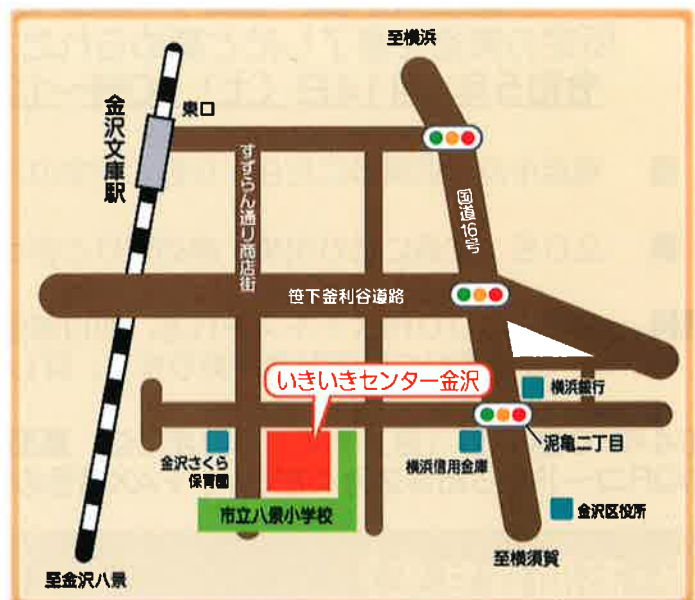 至横浜
東口
金沢文庫駅
すずらん通り商店街
国道16号
笹下釜利谷道路
いきいきセンター金沢
横浜銀行
金沢さくら
保育園
横浜信用金庫
泥亀二丁目
市立八景小学校
金沢区役所
至横須賀
至金沢八景